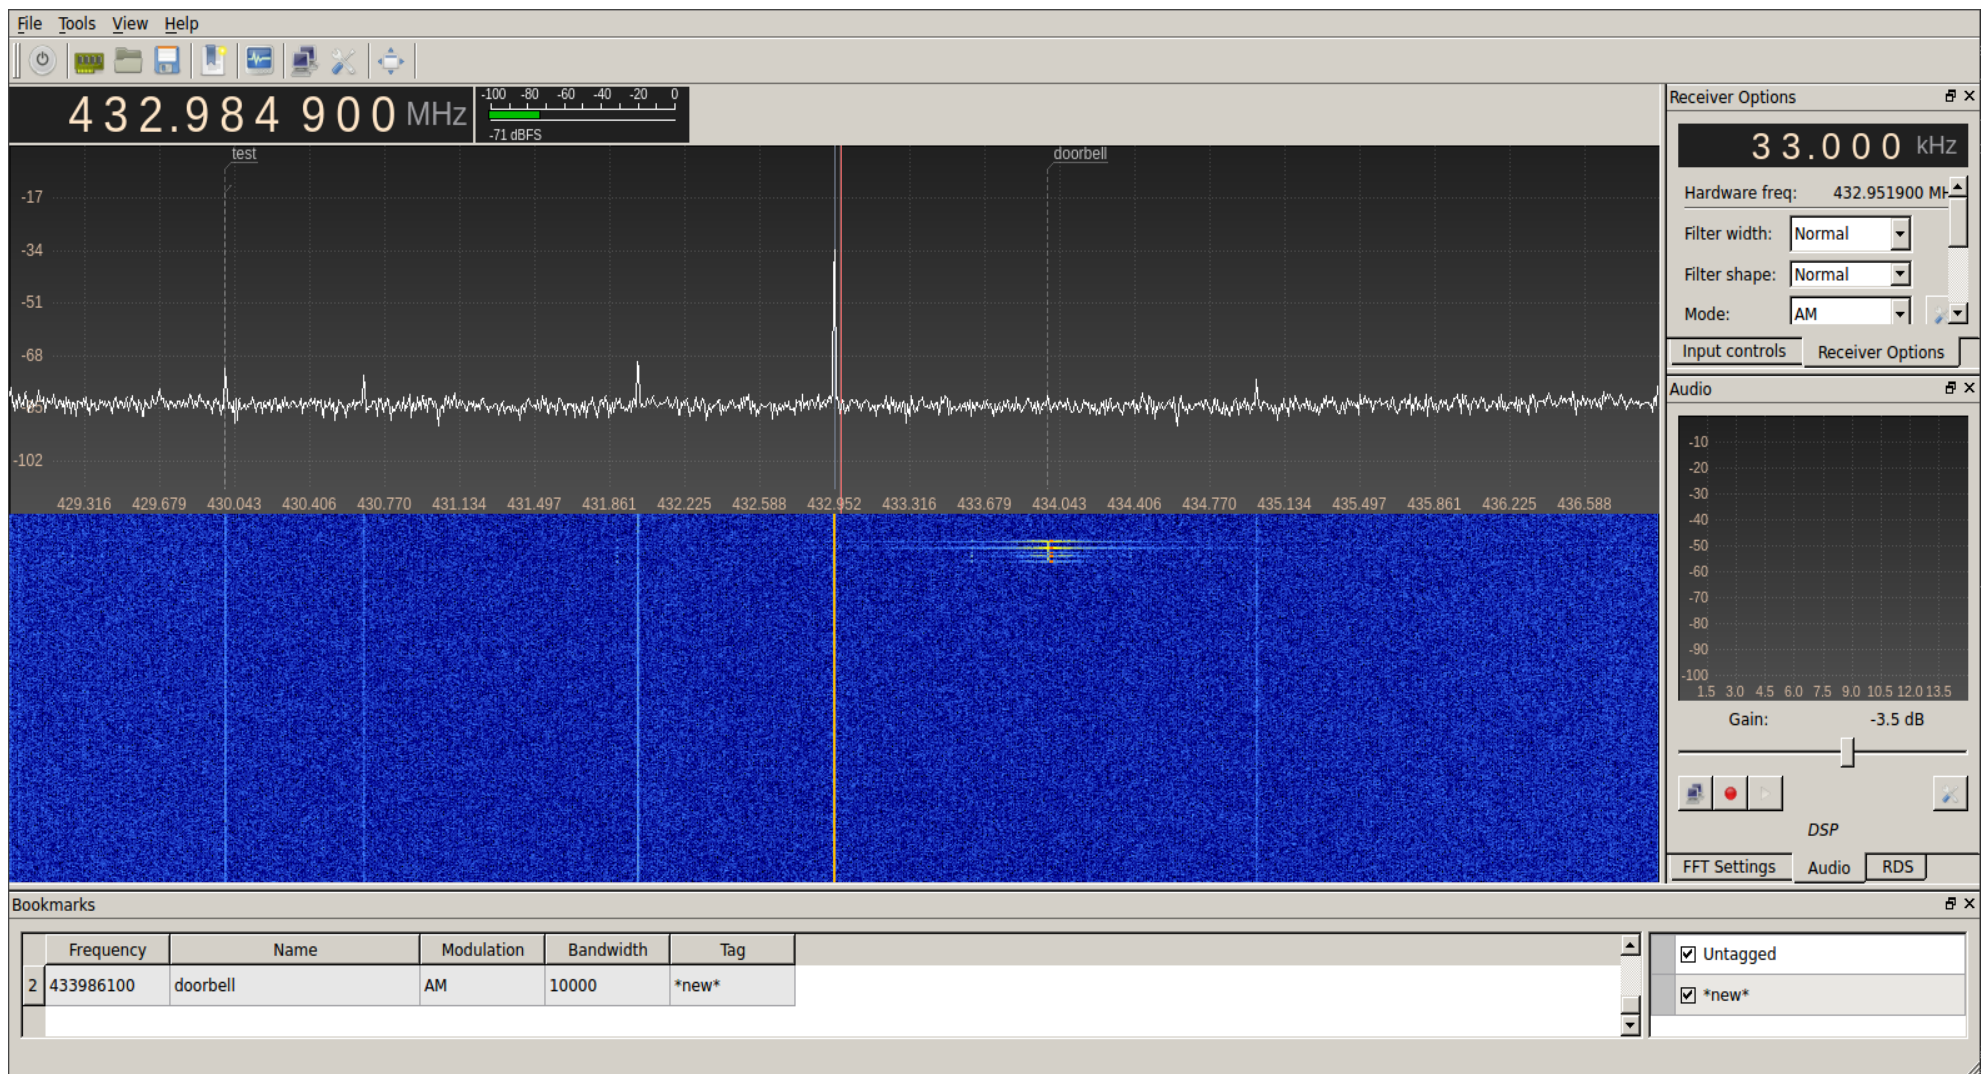 File Tools View Help
432.984 900 MHz
-100 -80 -60 -40 -20 0
-71 dBFS
test
doorbell
-17
-34
-51
-68
-85
-102
429.316 429.679 430.043 430.406 430.770 431.134 431.497 431.861 432.225 432.588 432.952 433.316 433.679 434.043 434.406 434.770 435.134 435.497 435.861 436.225 436.588
Receiver Options
33.000 kHz
Hardware freq: 432.951900 MH
Filter width: Normal
Filter shape: Normal
Mode: AM
Input controls Receiver Options
Audio
-10
-20
-30
-40
-50
-60
-70
-80
-90
-100
1.5 3.0 4.5 6.0 7.5 9.0 10.5 12.0 13.5
Gain: -3.5 dB
DSP
FFT Settings Audio RDS
Bookmarks
Frequency Name Modulation Bandwidth Tag
2 433986100 doorbell AM 10000 *new*
Untagged
*new*